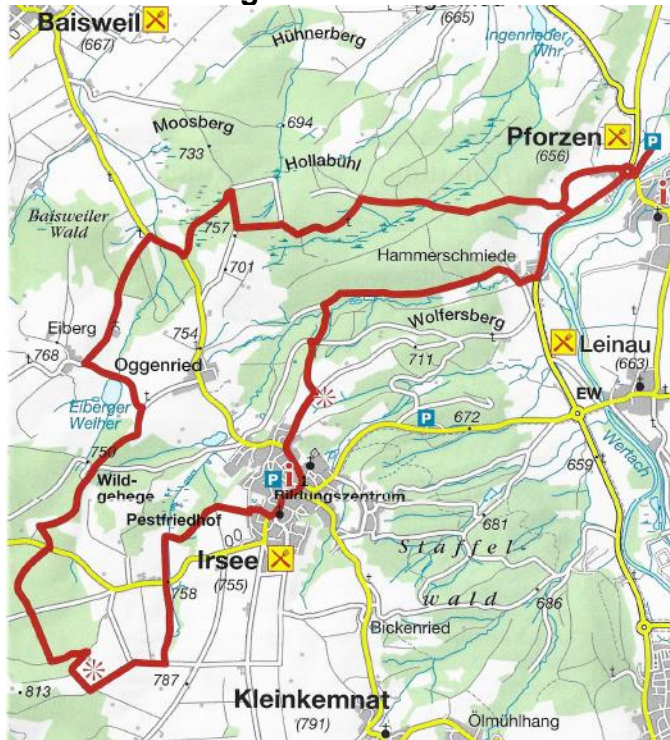 Baisweil
(667)
Hühnerberg
(665)
Ingenrieder
Whr.
Moosberg
694
733
Hollabühl
Pforzen
(656)
P
i
Baisweiler
Wald
757
701
Hammerschmiede
Eiberg
768
754
Oggenried
Wolfersberg
711
Leinau
(663)
Eiberger
Weiher
EW
P
672
750
Wild-
gehege
659
Wertach
P
i
Bildungszentrum
Pestfriedhof
681
Staffel-
wald
Irsee
(755)
758
686
Bickenried
787
813
Kleinkemnat
(791)
Ölmühlhang